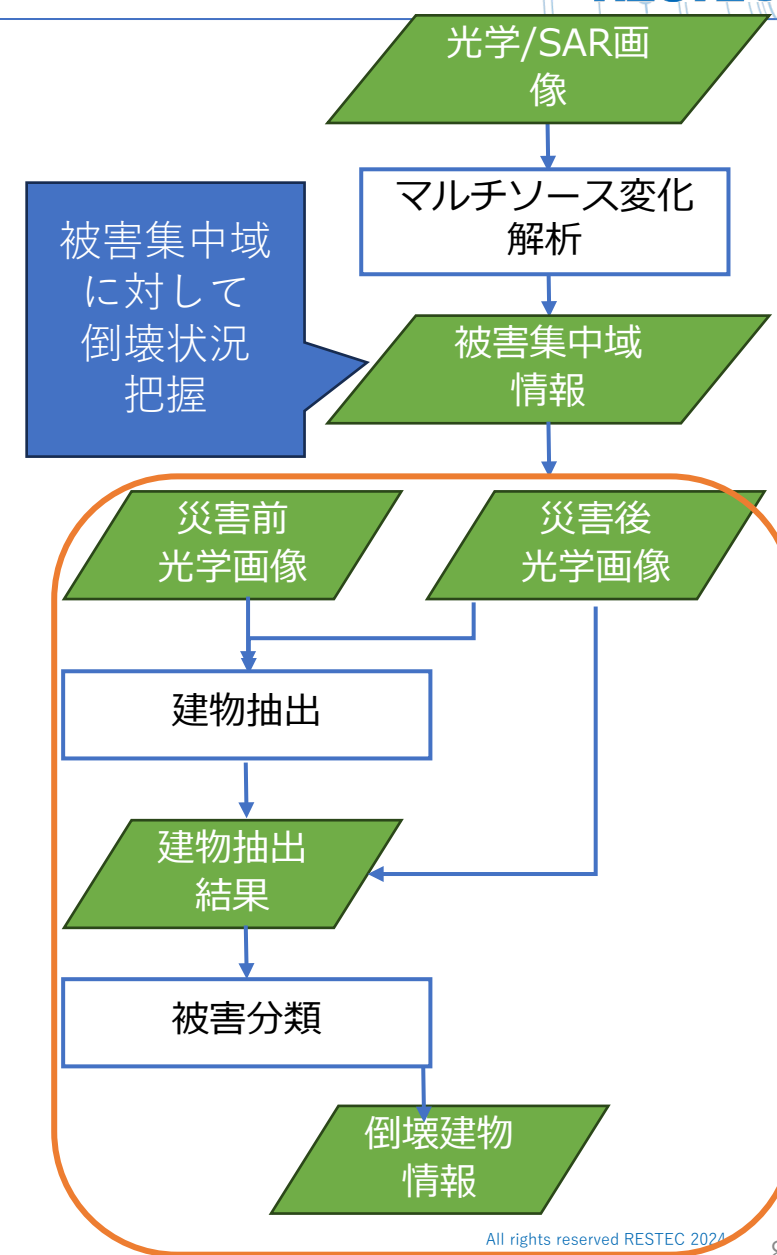 光学/SAR画
像
マルチソース変化
解析
被害集中域
に対して
倒壊状況
把握
被害集中域
情報
災害前
光学画像
災害後
光学画像
建物抽出
建物抽出
結果
被害分類
倒壊建物
情報
All rights reserved RESTEC 2024